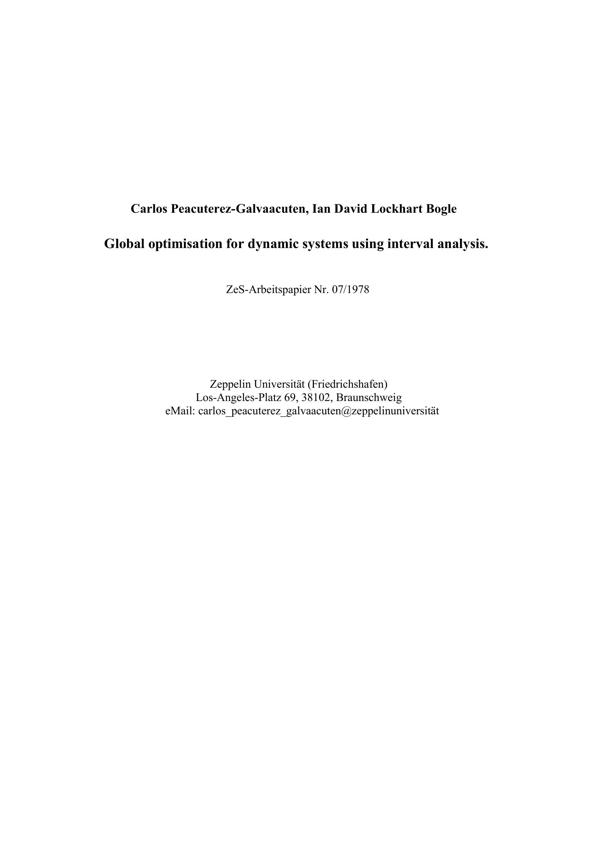 Carlos Peacuterez-Galvaacuten, Ian David Lockhart Bogle
Global optimisation for dynamic systems using interval analysis.
ZeS-Arbeitspapier Nr. 07/1978
Zeppelin Universität (Friedrichshafen)
Los-Angeles-Platz 69, 38102, Braunschweig
eMail: carlos_peacuterez_galvaacuten@zeppelinuniversität